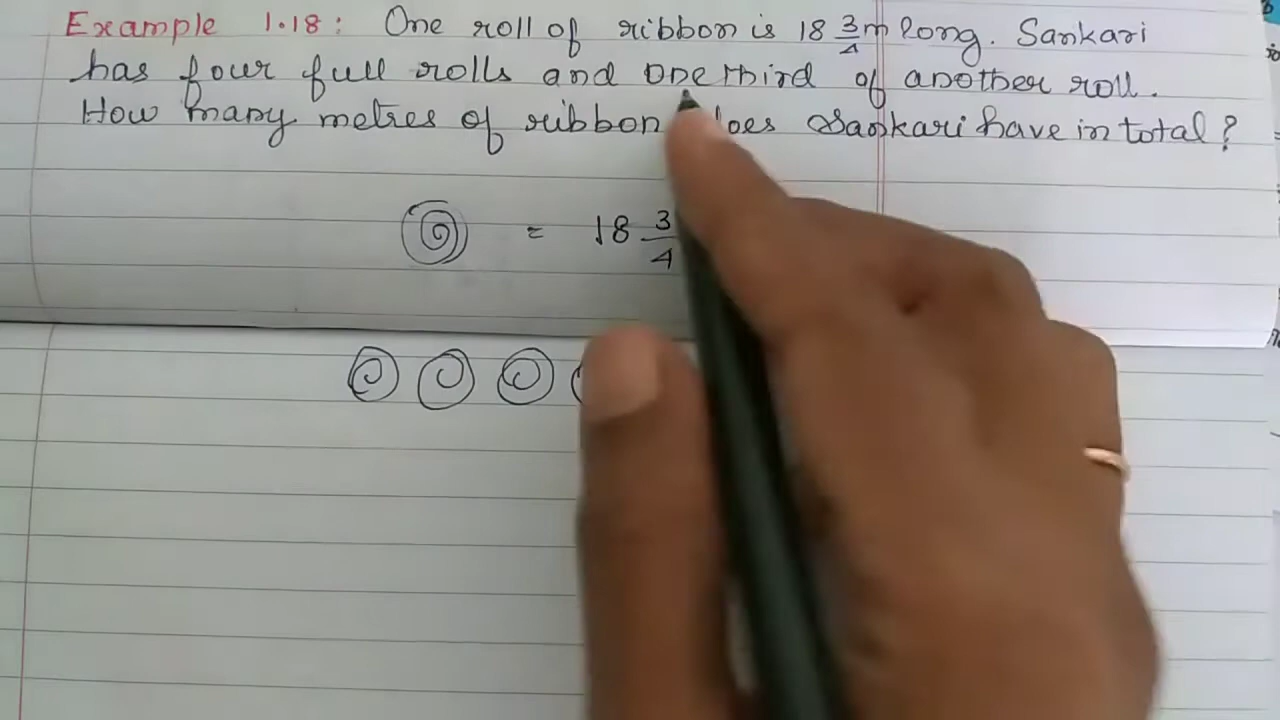 Example 1.18: One roll of ribbon is 18 3/4 m long. Sankari
has four full rolls and one third of another roll.
How many metres of ribbon does Sankari have in total?
= 18 3/4